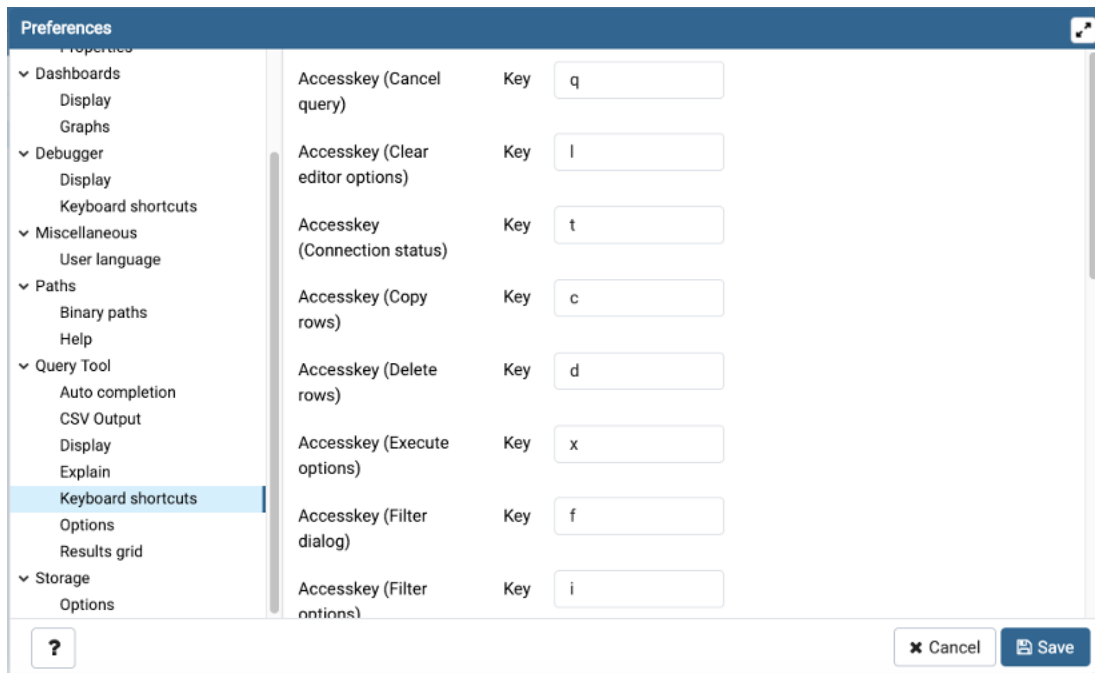 Preferences
Properties
Dashboards
Display
Graphs
Debugger
Display
Keyboard shortcuts
Miscellaneous
User language
Paths
Binary paths
Help
Query Tool
Auto completion
CSV Output
Display
Explain
Keyboard shortcuts
Options
Results grid
Storage
Options
Accesskey (Cancel Key q
query)
Accesskey (Clear Key l
editor options)
Accesskey Key t
(Connection status)
Accesskey (Copy Key c
rows)
Accesskey (Delete Key d
rows)
Accesskey (Execute Key x
options)
Accesskey (Filter Key f
dialog)
Accesskey (Filter Key i
options)
? Cancel Save